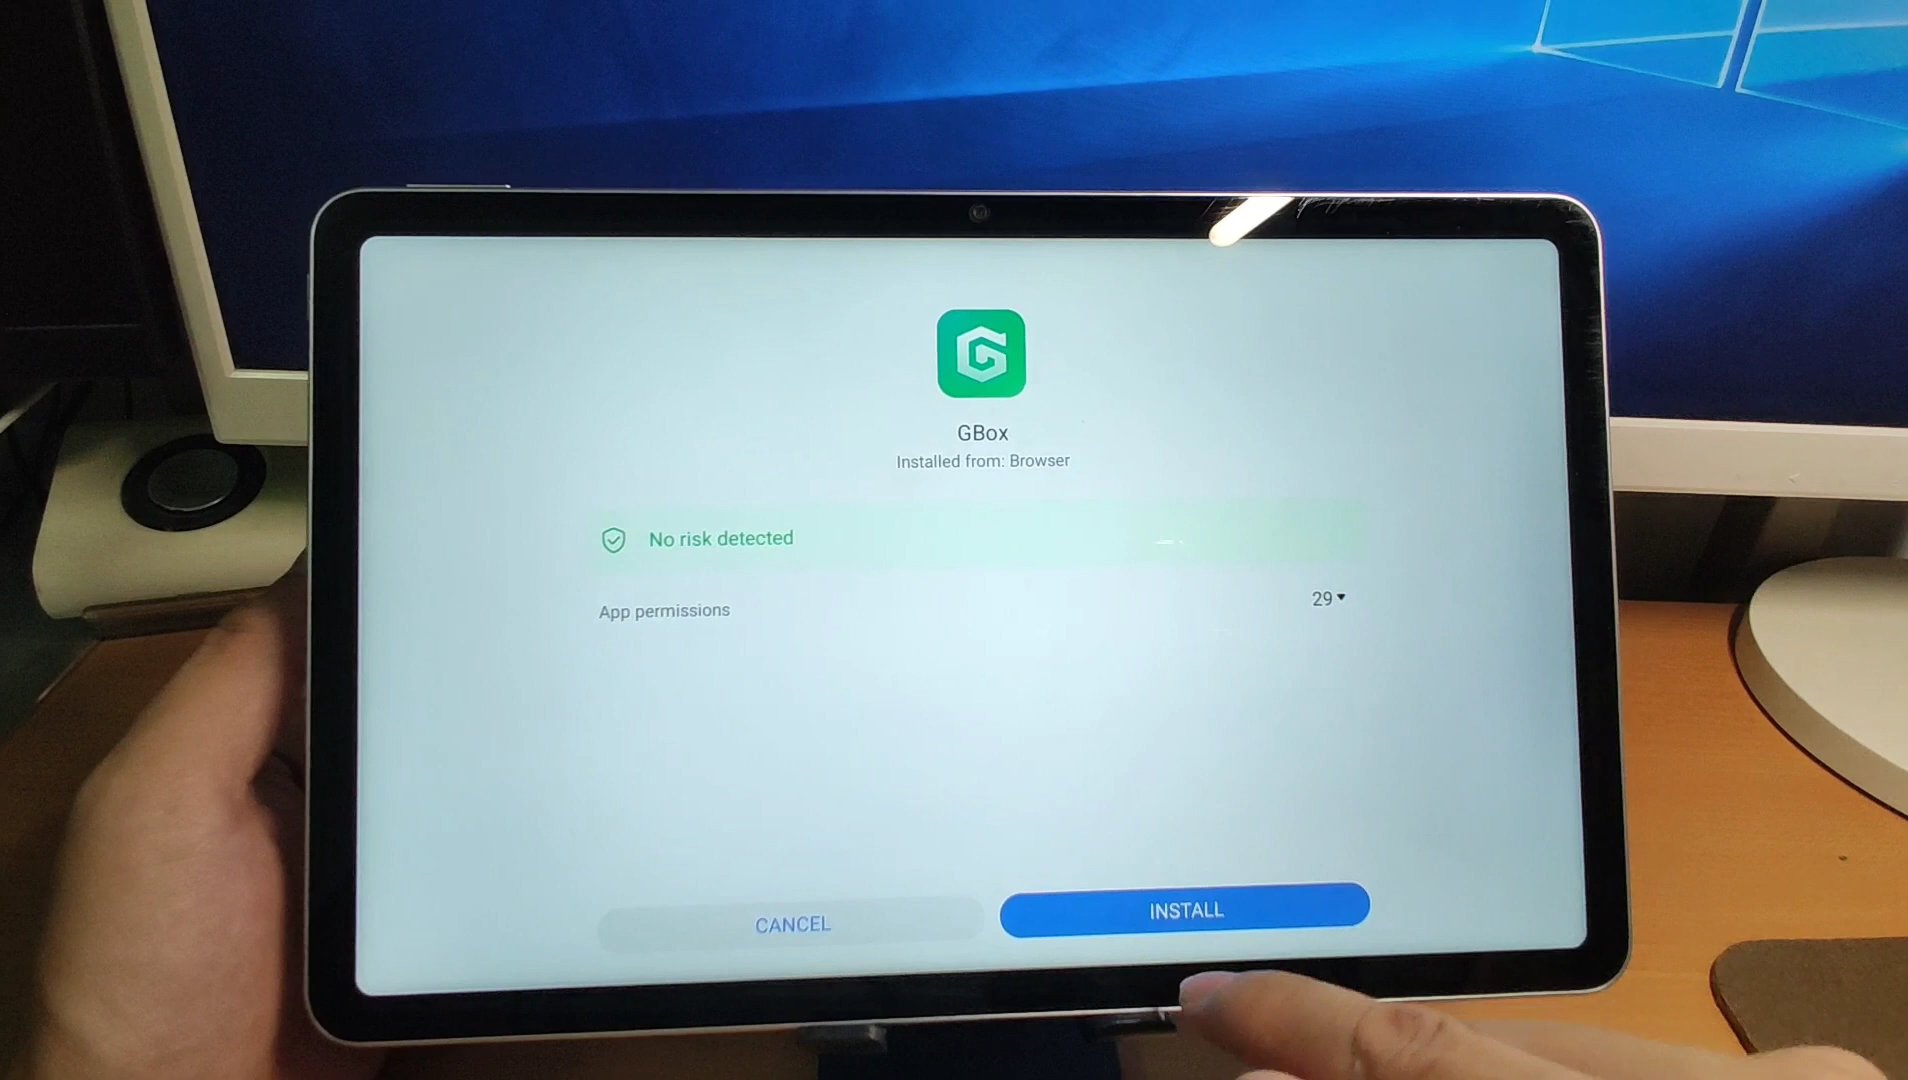 GBox
Installed from: Browser
No risk detected
App permissions
29
CANCEL
INSTALL